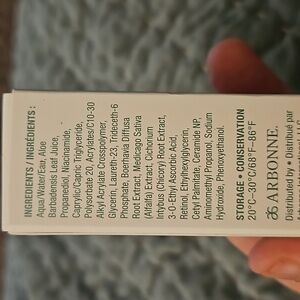 INGREDIENTS / INGRÉDIENTS :
Aqua/Water/Eau, Aloe
Barbadensis Leaf Juice,
Propanediol, Niacinamide,
Caprylic/Capric Triglyceride,
Polysorbate 20, Acrylates/C10-30
Alkyl Acrylate Crosspolymer,
Glycerin, Laureth-23, Trideceth-6
Phosphate, Boerhavia Diffusa
Root Extract, Medicago Sativa
(Alfalfa) Extract, Cichorium
Intybus (Chicory) Root Extract,
3-O-Ethyl Ascorbic Acid,
Retinol, Ethylhexylglycerin,
Cetyl Palmitate, Ceramide NP,
Aminomethyl Propanol, Sodium
Hydroxide, Phenoxyethanol.
STORAGE • CONSERVATION
20°C–30°C/68°F–86°F
ARBONNE.
Distributed by • Distribué par